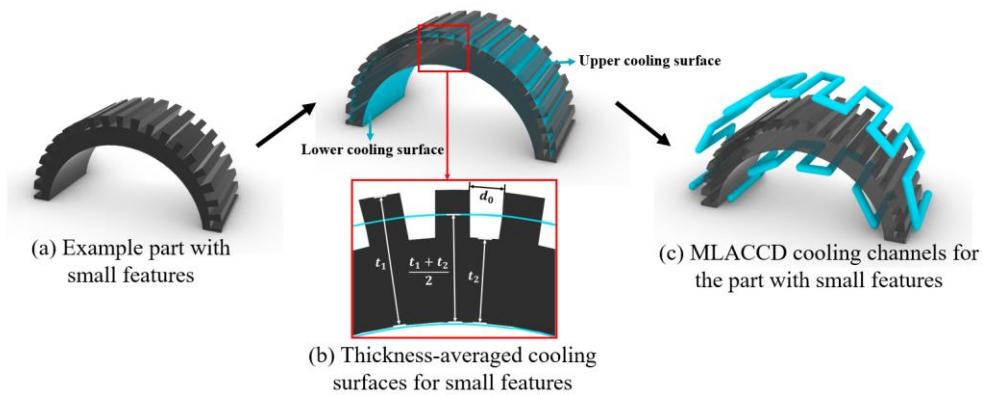 Upper cooling surface
Lower cooling surface
d₀
t₁
t₁ + t₂
2
t₂
(a) Example part with
small features
(b) Thickness-averaged cooling
surfaces for small features
(c) MLACCD cooling channels for
the part with small features